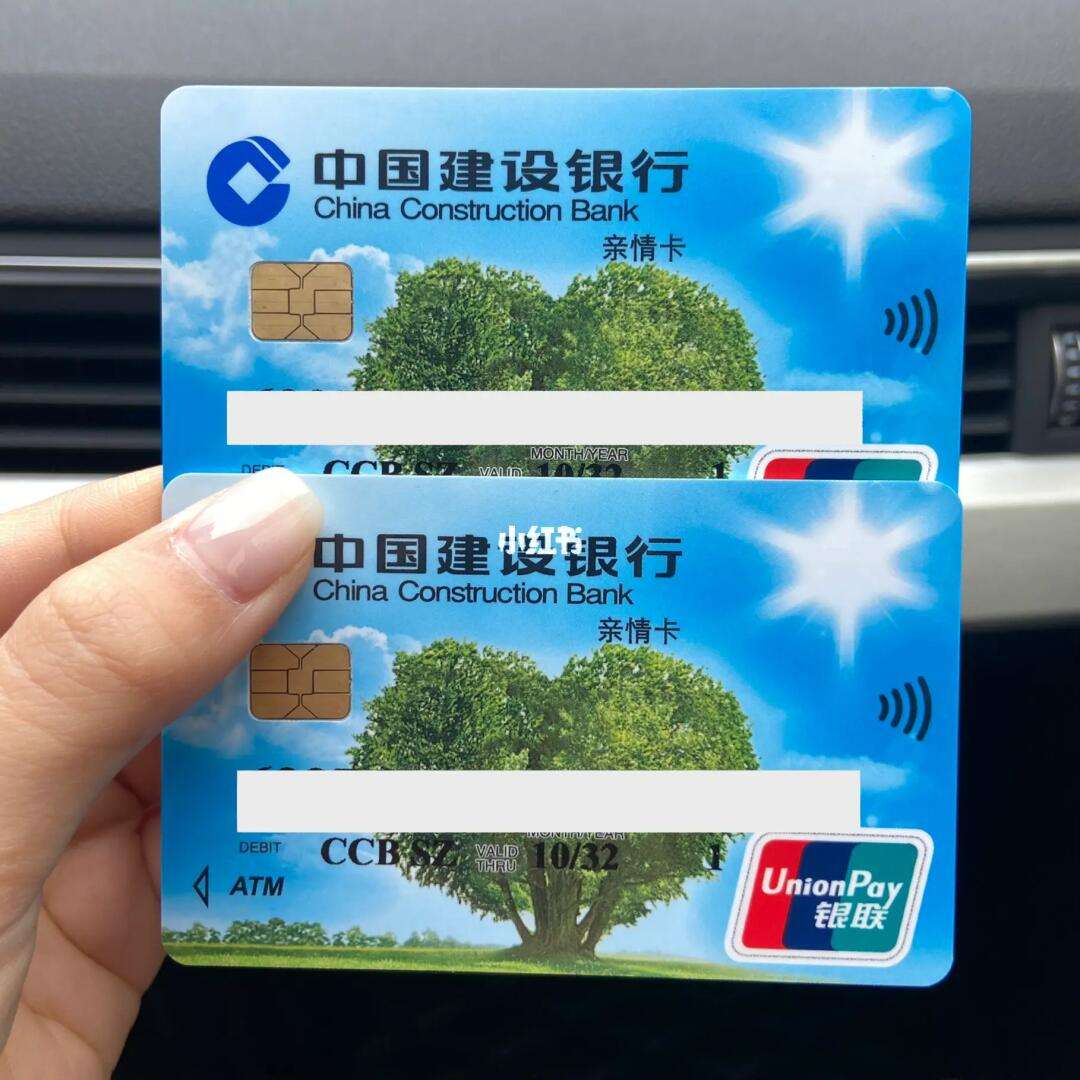 中国建设银行
China Construction Bank
亲情卡
MONTH/YEAR
CCB SZ VALID 10/32 1
中国建设银行
小红书
China Construction Bank
亲情卡
MONTH/YEAR
DEBIT CCB SZ VALID THRU 10/32 1
ATM
UnionPay
银联